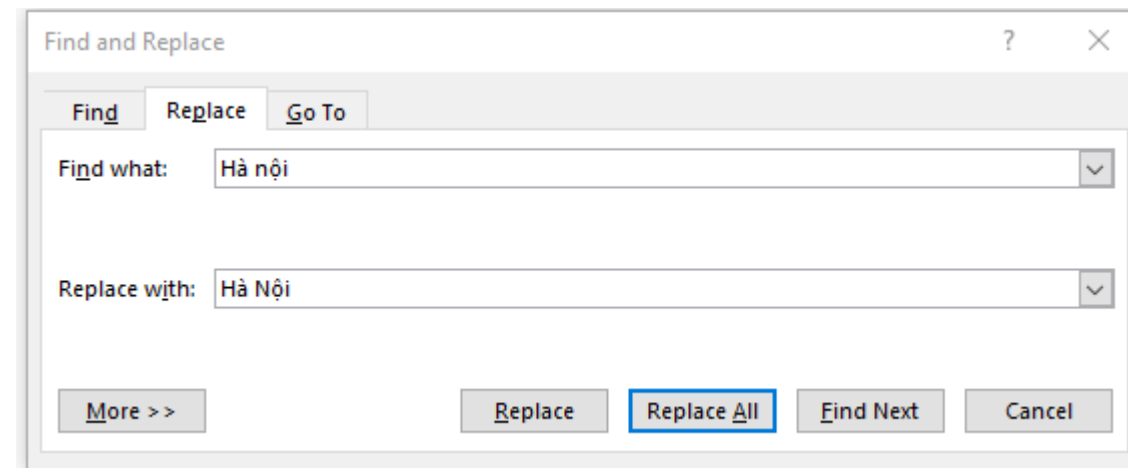 Find and Replace
Find Replace Go To
Find what: Hà nội
Replace with: Hà Nội
More >> Replace Replace All Find Next Cancel